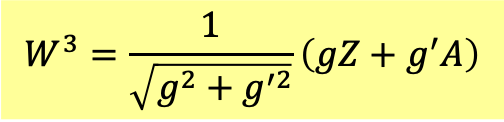 W³ = 1/√(g² + g′²) (gZ + g′A)